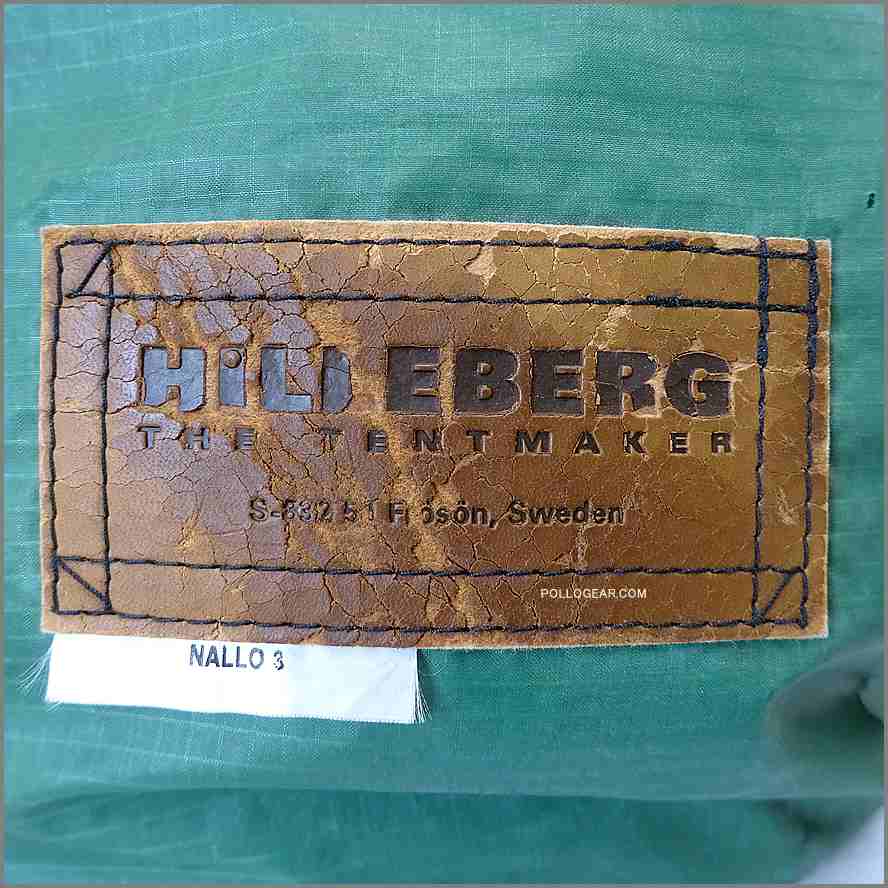 HiLLEBERG
THE TENTMAKER
S-832 51 Frösön, Sweden
POLLOGEAR.COM
NALLO 3